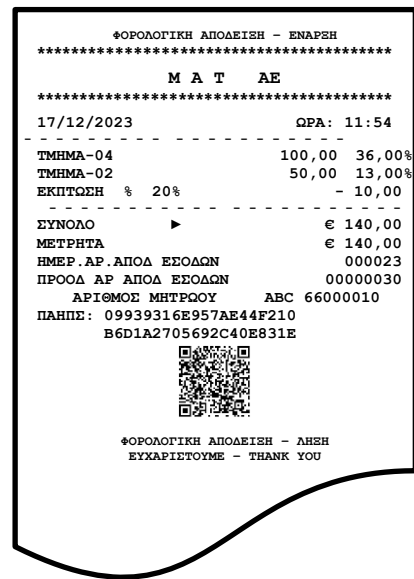 ΦΟΡΟΛΟΓΙΚΗ ΑΠΟΔΕΙΞΗ – ΕΝΑΡΞΗ
******************************************
Μ Α Τ ΑΕ
******************************************
17/12/2023 ΩΡΑ: 11:54
- - - - - - - - - - - - - - - - - - - -
ΤΜΗΜΑ-04 100,00 36,00%
ΤΜΗΜΑ-02 50,00 13,00%
ΕΚΠΤΩΣΗ % 20% - 10,00
- - - - - - - - - - - - - - - - - - - -
ΣΥΝΟΛΟ ► € 140,00
ΜΕΤΡΗΤΑ € 140,00
ΗΜΕΡ.ΑΡ.ΑΠΟΔ ΕΣΟΔΩΝ 000023
ΠΡΟΟΔ ΑΡ ΑΠΟΔ ΕΣΟΔΩΝ 00000030
ΑΡΙΘΜΟΣ ΜΗΤΡΩΟΥ ABC 66000010
ΠΑΗΠΣ: 09939316E957AE44F210
B6D1A2705692C40E831E
ΦΟΡΟΛΟΓΙΚΗ ΑΠΟΔΕΙΞΗ – ΛΗΞΗ
ΕΥΧΑΡΙΣΤΟΥΜΕ – THANK YOU